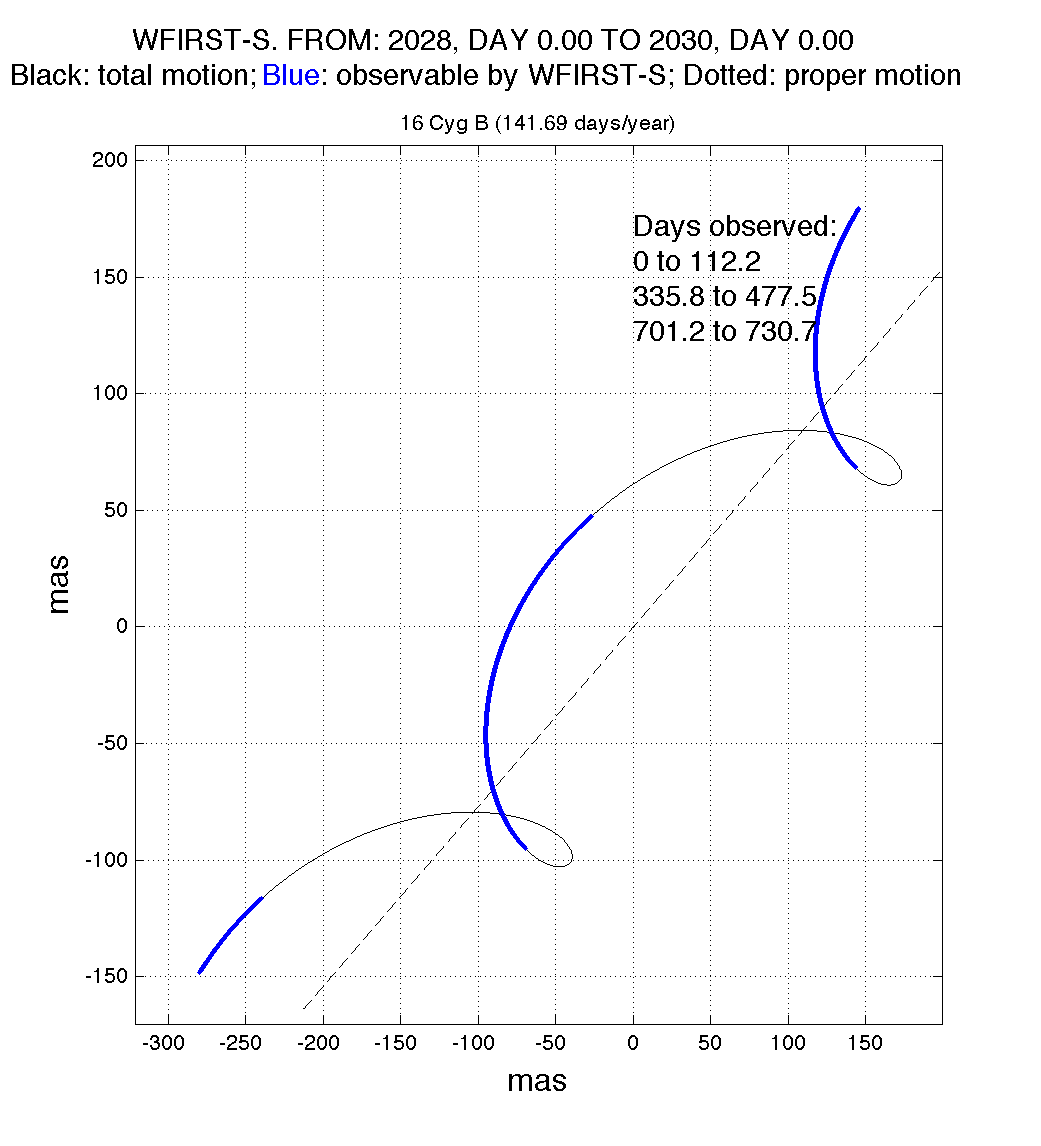 WFIRST-S. FROM: 2028, DAY 0.00 TO 2030, DAY 0.00
Black: total motion; Blue: observable by WFIRST-S; Dotted: proper motion
16 Cyg B (141.69 days/year)
200
150
100
50
0
-50
-100
-150
mas
Days observed:
0 to 112.2
335.8 to 477.5
701.2 to 730.7
-300 -250 -200 -150 -100 -50 0 50 100 150
mas